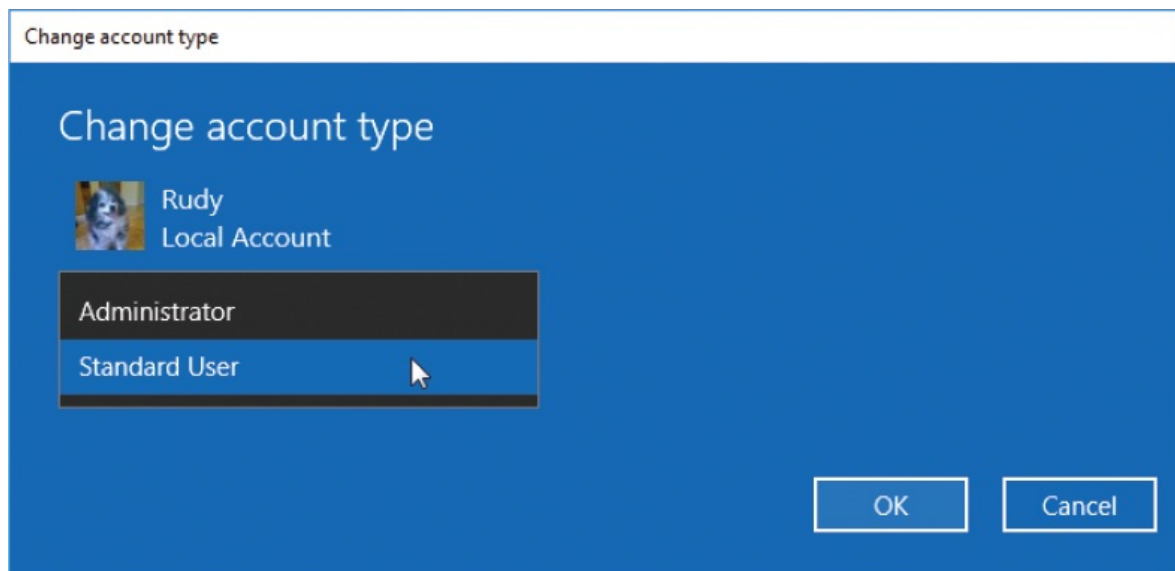 Change account type
Change account type
Rudy
Local Account
Administrator
Standard User
OK
Cancel